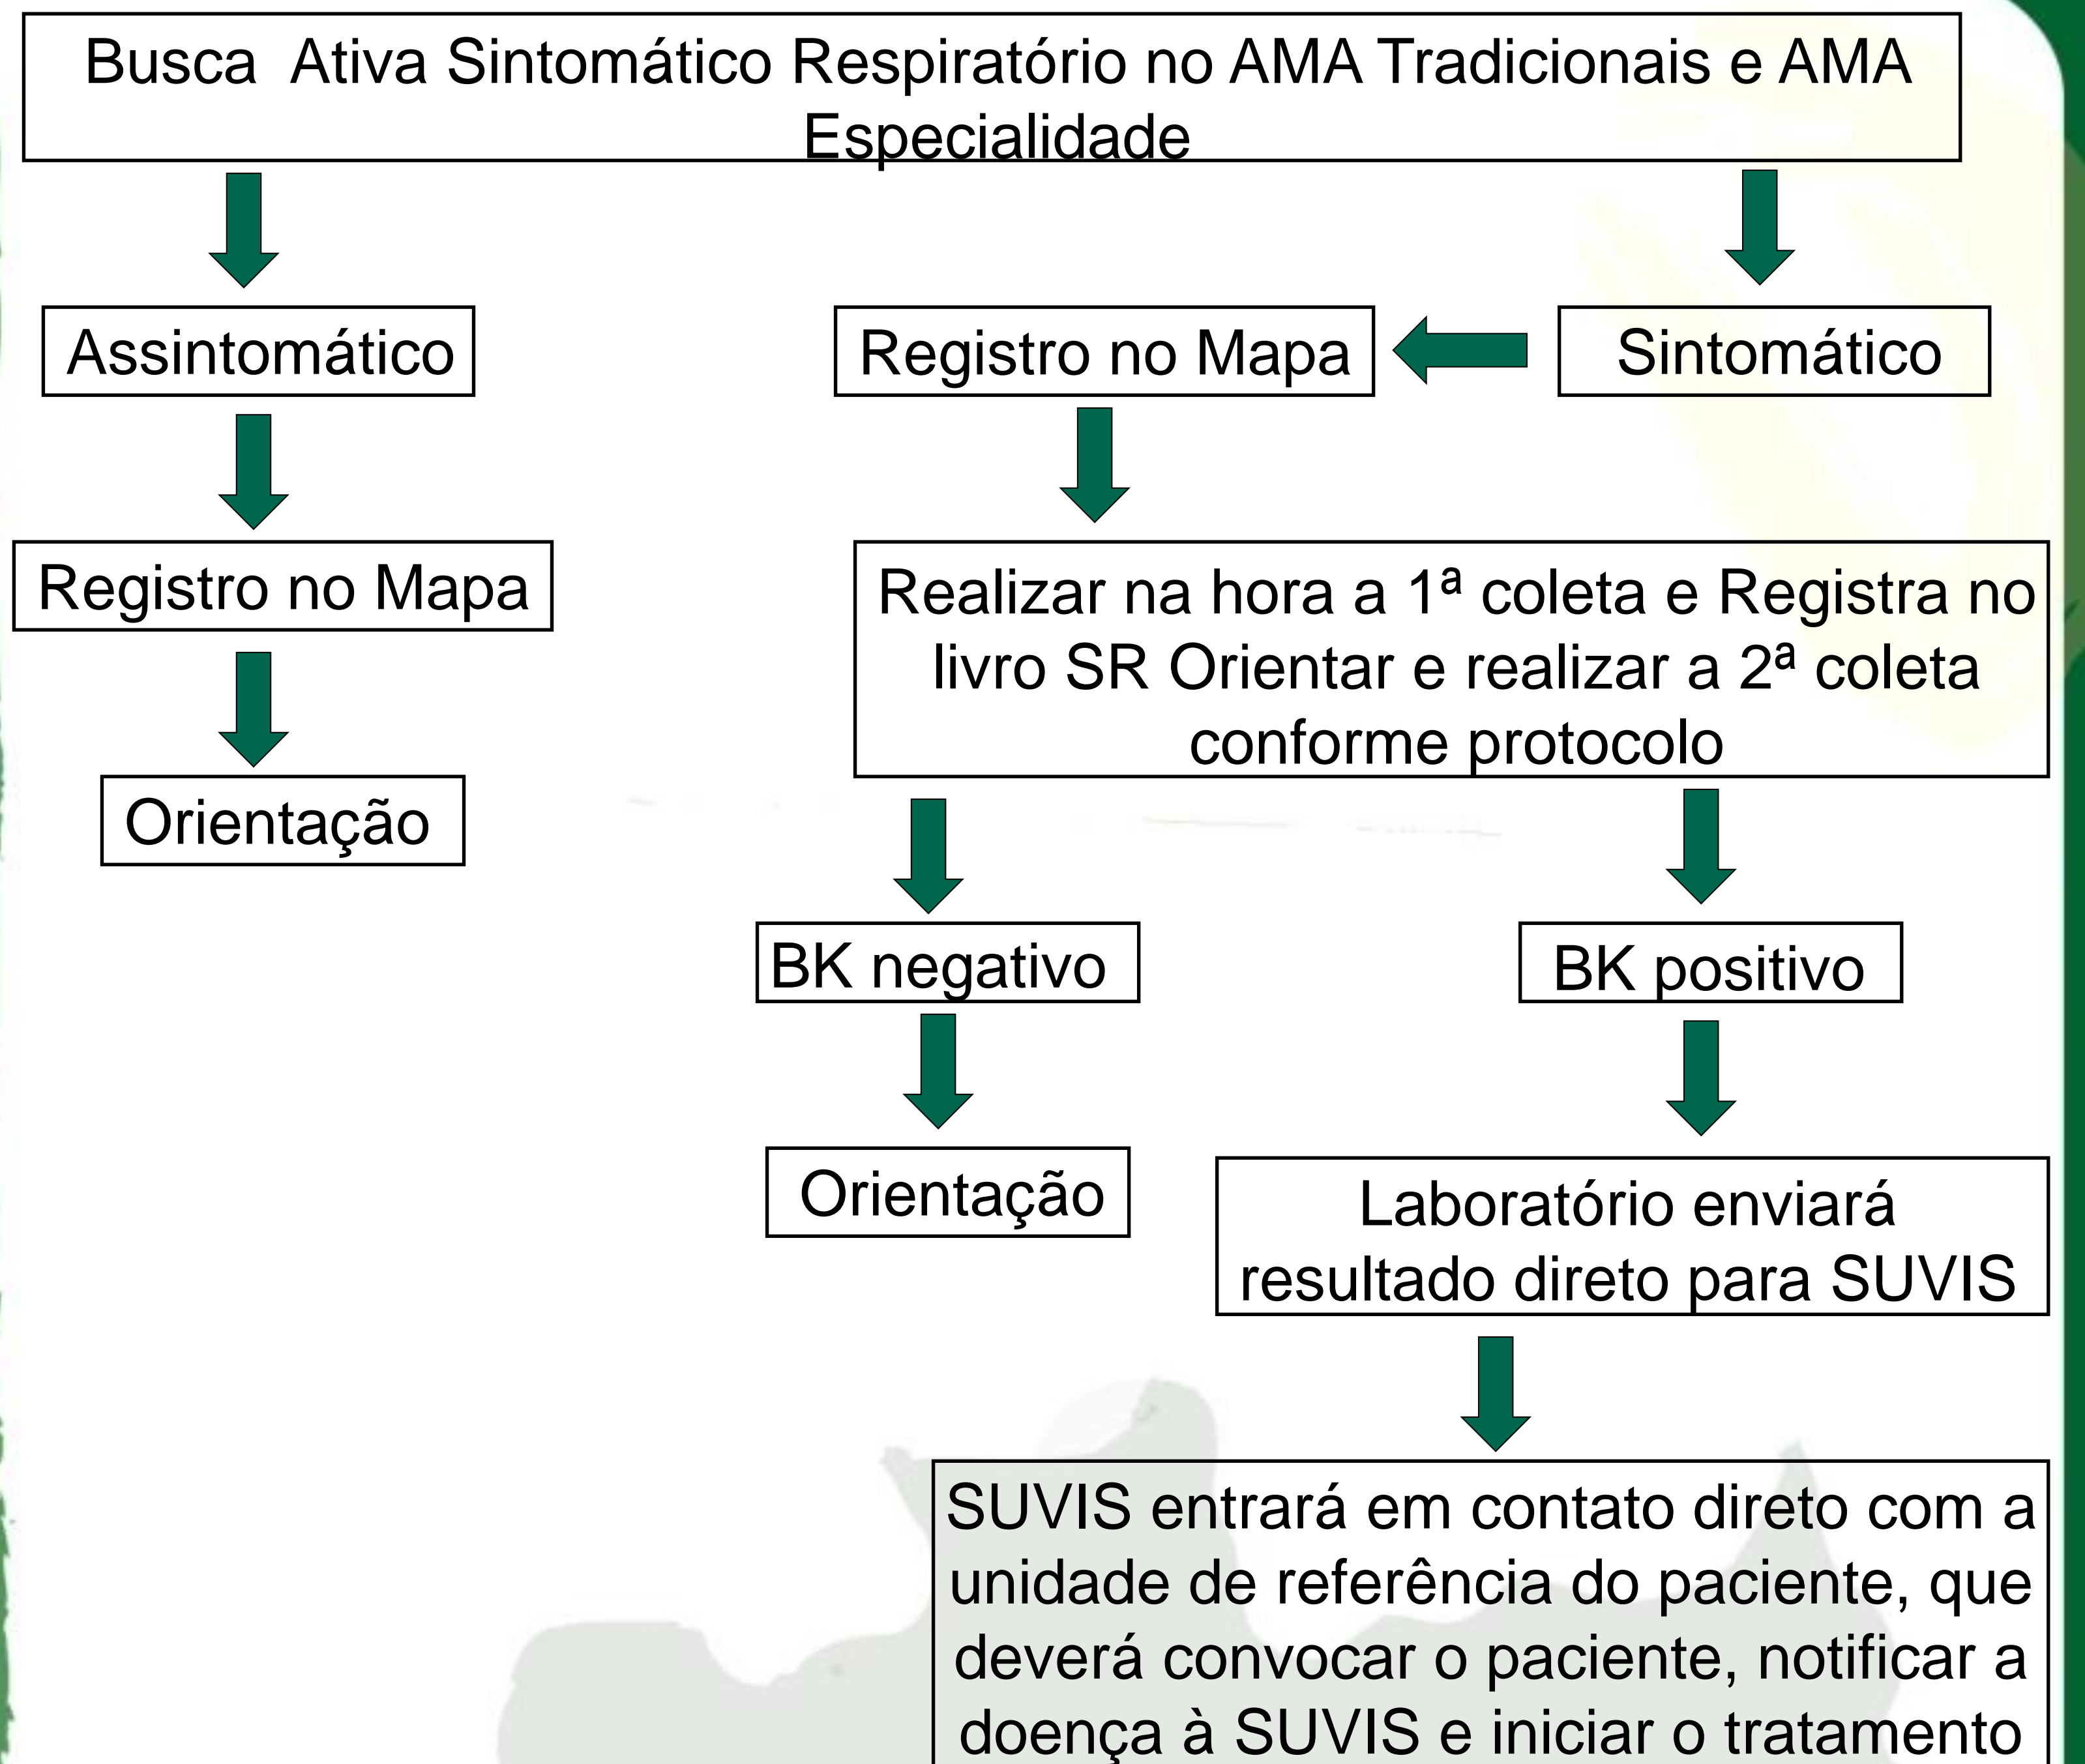 Busca Ativa Sintomático Respiratório no AMA Tradicionais e AMA
Especialidade
Assintomático
Registro no Mapa
Sintomático
Registro no Mapa
Realizar na hora a 1ª coleta e Registra no
livro SR Orientar e realizar a 2ª coleta
conforme protocolo
Orientação
BK negativo
BK positivo
Orientação
Laboratório enviará
resultado direto para SUVIS
SUVIS entrará em contato direto com a
unidade de referência do paciente, que
deverá convocar o paciente, notificar a
doença à SUVIS e iniciar o tratamento